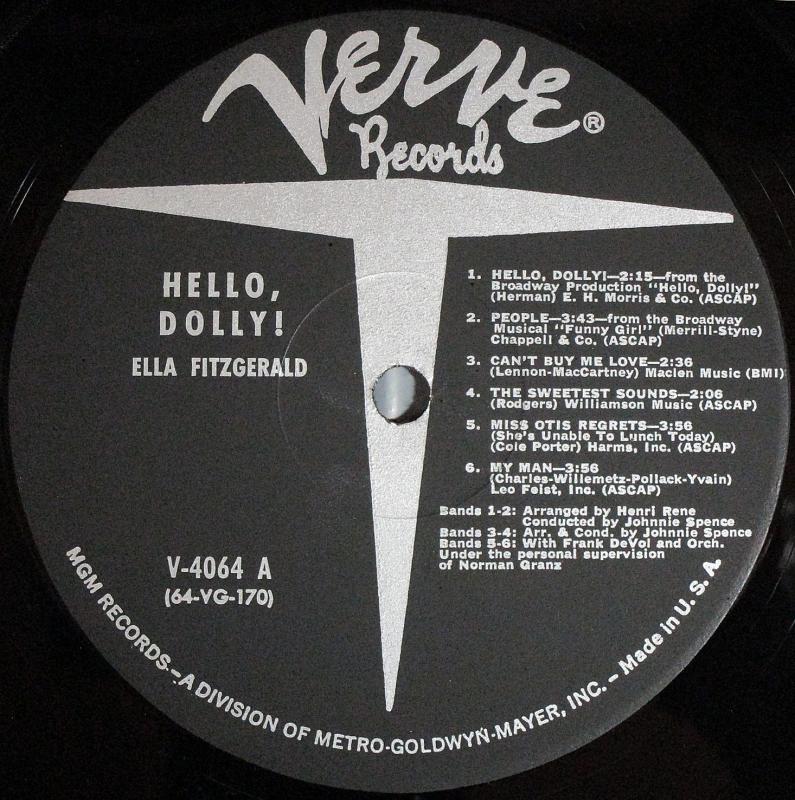 VERVE ®
Records
HELLO,
DOLLY!
ELLA FITZGERALD
1. HELLO, DOLLY!—2:15—from the
Broadway Production "Hello, Dolly!"
(Herman) E. H. Morris & Co. (ASCAP)
2. PEOPLE—3:43—from the Broadway
Musical "Funny Girl" (Merrill-Styne)
Chappell & Co. (ASCAP)
3. CAN'T BUY ME LOVE—2:36
(Lennon-MacCartney) Maclen Music (BMI)
4. THE SWEETEST SOUNDS—2:06
(Rodgers) Williamson Music (ASCAP)
5. MISS OTIS REGRETS—3:56
(She's Unable To Lunch Today)
(Cole Porter) Harms, Inc. (ASCAP)
6. MY MAN—3:56
(Charles-Willemetz-Pollack-Yvain)
Leo Feist, Inc. (ASCAP)
Bands 1-2: Arranged by Henri Rene
Conducted by Johnnie Spence
Bands 3-4: Arr. & Cond. by Johnnie Spence
Bands 5-6: With Frank DeVol and Orch.
Under the personal supervision
of Norman Granz
V-4064 A
(64-VG-170)
MGM RECORDS—A DIVISION OF METRO-GOLDWYN-MAYER, INC. – Made in U. S. A.